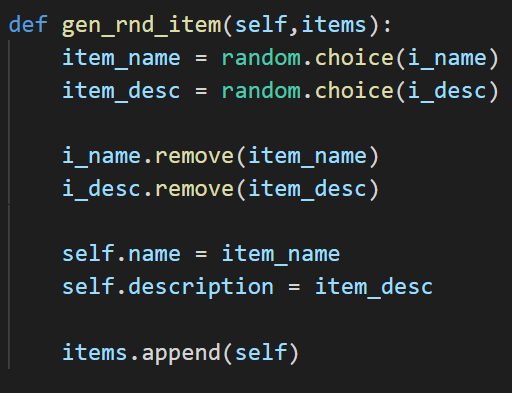 def gen_rnd_item(self,items):
    item_name = random.choice(i_name)
    item_desc = random.choice(i_desc)

    i_name.remove(item_name)
    i_desc.remove(item_desc)

    self.name = item_name
    self.description = item_desc

    items.append(self)